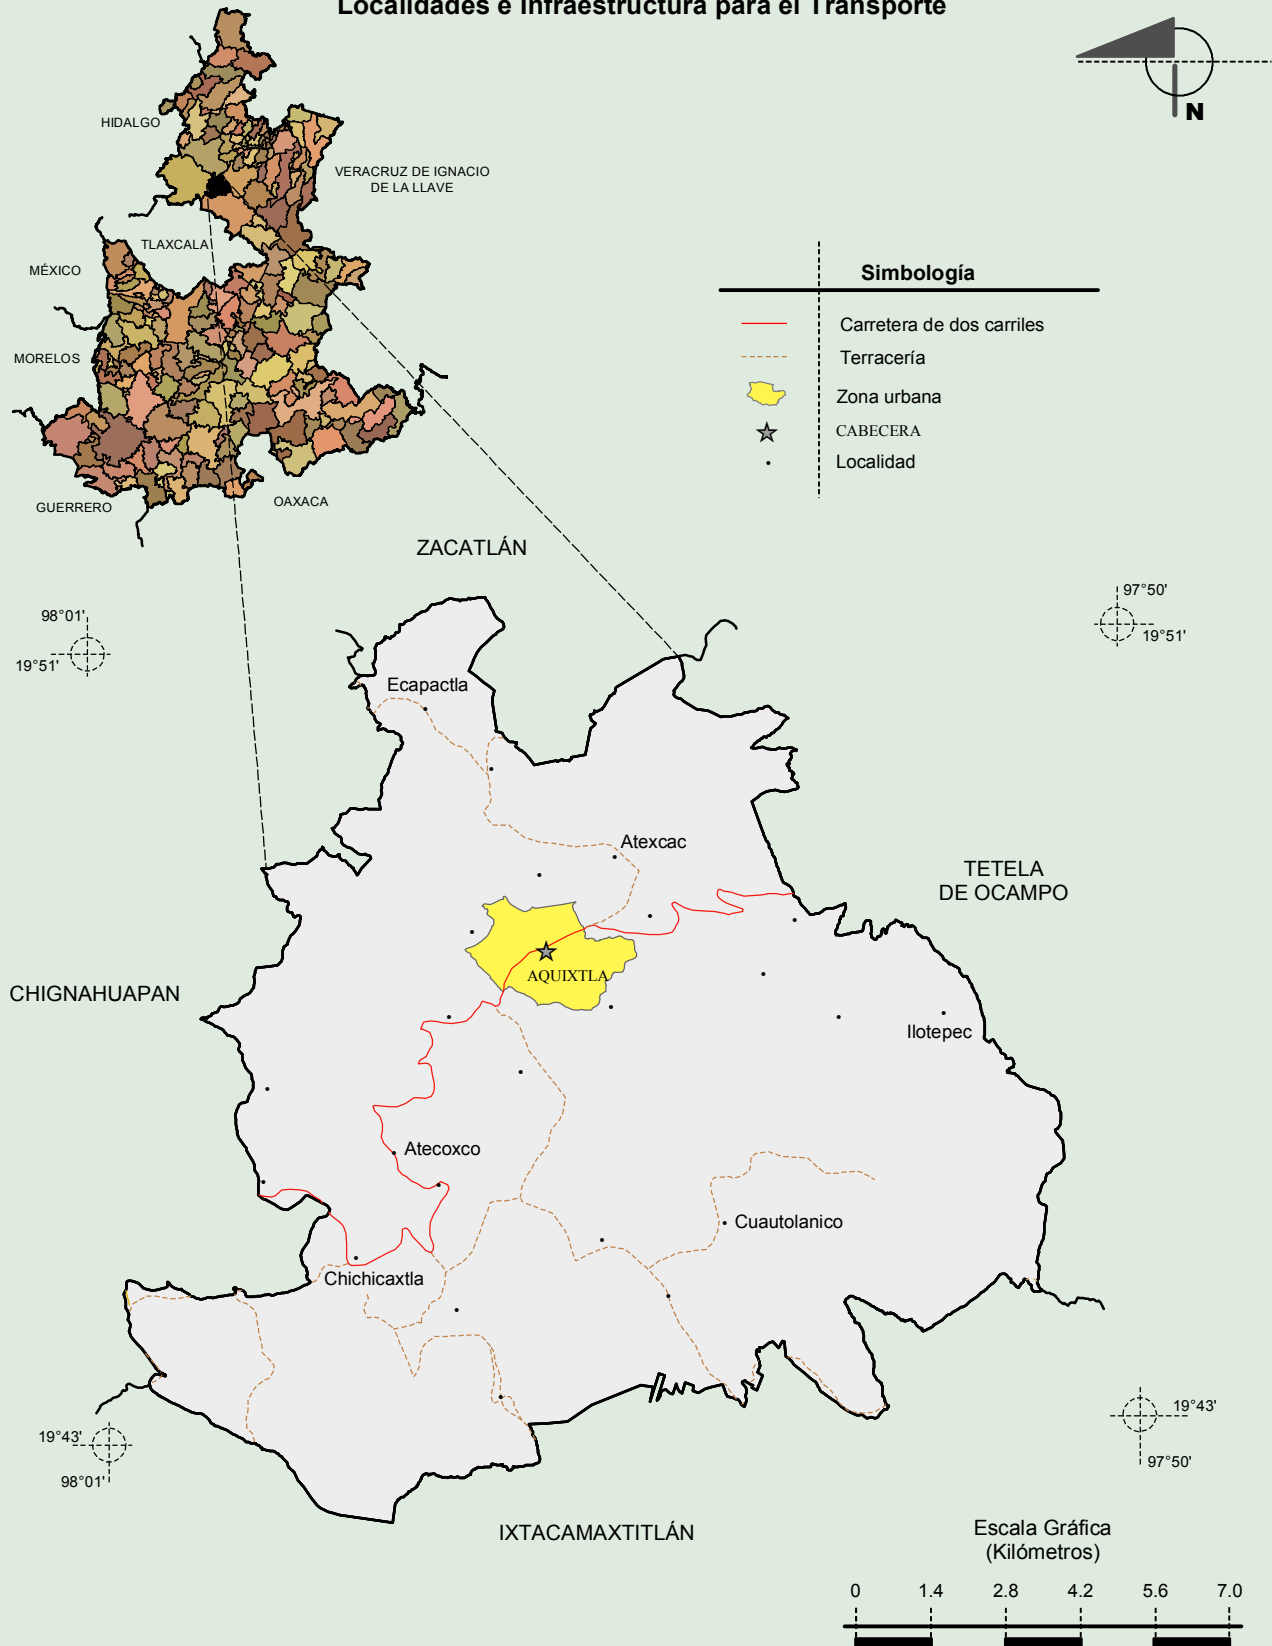 Localidades e Infraestructura para el Transporte
N
HIDALGO
VERACRUZ DE IGNACIO
DE LA LLAVE
TLAXCALA
MÉXICO
MORELOS
GUERRERO
OAXACA
Simbología
Carretera de dos carriles
Terracería
Zona urbana
CABECERA
Localidad
ZACATLÁN
98°01'
19°51'
97°50'
19°51'
Ecapactla
Atexcac
TETELA
DE OCAMPO
AQUIXTLA
CHIGNAHUAPAN
Ilotepec
Atecoxco
Cuautolanico
Chichicaxtla
19°43'
98°01'
19°43'
97°50'
IXTACAMAXTITLÁN
Escala Gráfica
(Kilómetros)
0 1.4 2.8 4.2 5.6 7.0